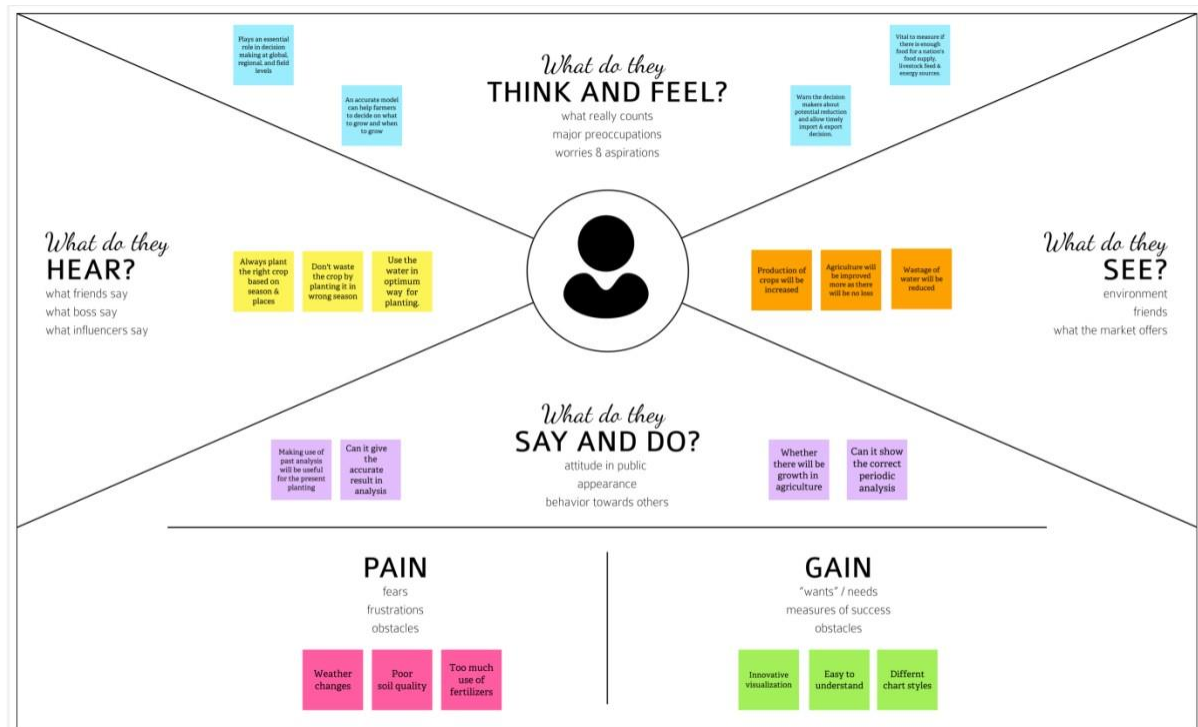 Plays an essential
role in decision
making at global,
regional, and field
levels
An accurate model
can help farmers
to decide on what
to grow and when
to grow
What do they
THINK AND FEEL?
what really counts
major preoccupations
worries & aspirations
Warn the decision
makers about
potential reduction
and allow timely
import & export
decision.
Vital to measure if
there is enough
food for a nation's
food supply,
livestock feed &
energy sources.
What do they
HEAR?
what friends say
what boss say
what influencers say
Always plant
the right crop
based on
season &
places
Don't waste
the crop by
planting it in
wrong season
Use the
water in
optimum
way for
planting.
Production of
crops will be
increased
Agriculture will
be improved
more as there
will be no loss
Wastage of
water will be
reduced
What do they
SEE?
environment
friends
what the market offers
Making use of
past analysis
will be useful
for the present
planting
Can it give
the
accurate
result in
analysis
What do they
SAY AND DO?
attitude in public
appearance
behavior towards others
Whether
there will be
growth in
agriculture
Can it show
the correct
periodic
analysis
PAIN
fears
frustrations
obstacles
Weather
changes
Poor
soil quality
Too much
use of
fertilizers
GAIN
"wants" / needs
measures of success
obstacles
Innovative
visualization
Easy to
understand
Differnt
chart styles